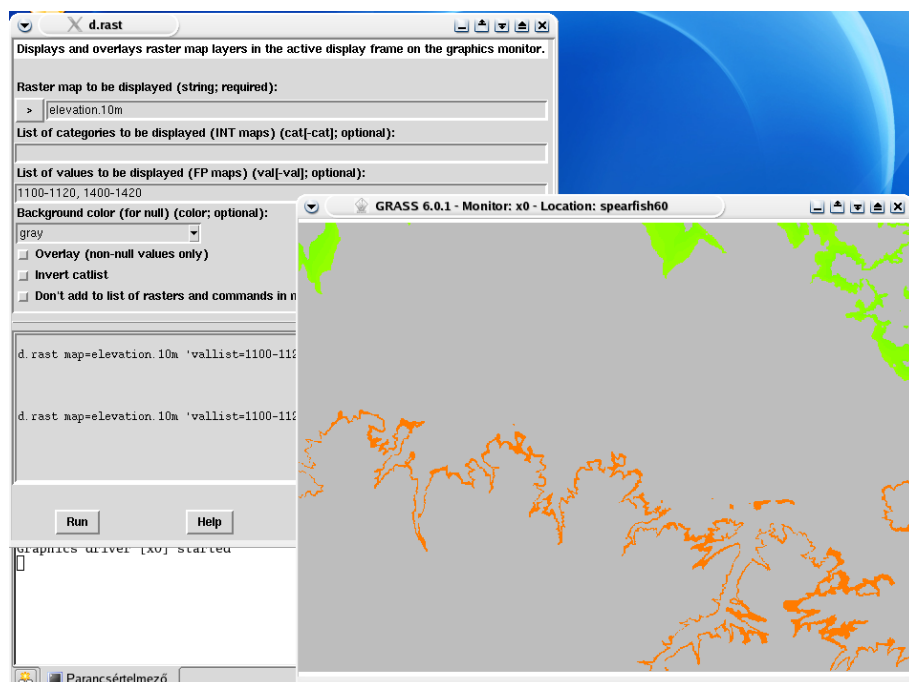 d.rast
Displays and overlays raster map layers in the active display frame on the graphics monitor.
Raster map to be displayed (string; required):
> elevation.10m
List of categories to be displayed (INT maps) (cat[-cat]; optional):
List of values to be displayed (FP maps) (val[-val]; optional):
1100-1120, 1400-1420
Background color (for null) (color; optional):
gray
Overlay (non-null values only)
Invert catlist
Don't add to list of rasters and commands in
d.rast map=elevation.10m 'vallist=1100-112
d.rast map=elevation.10m 'vallist=1100-112
Run Help
Graphics driver [x0] started
Parancsértelmező
GRASS 6.0.1 - Monitor: x0 - Location: spearfish60